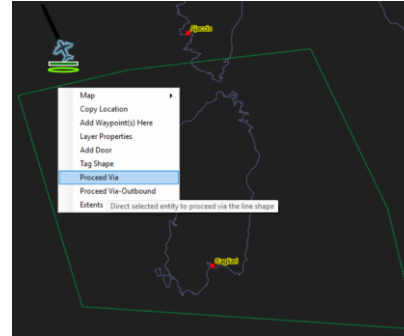 Ajaccio
Map
Copy Location
Add Waypoint(s) Here
Layer Properties
Add Door
Tag Shape
Proceed Via
Proceed Via-Outbound
Extents
Direct selected entity to proceed via the line shape
Cagliari